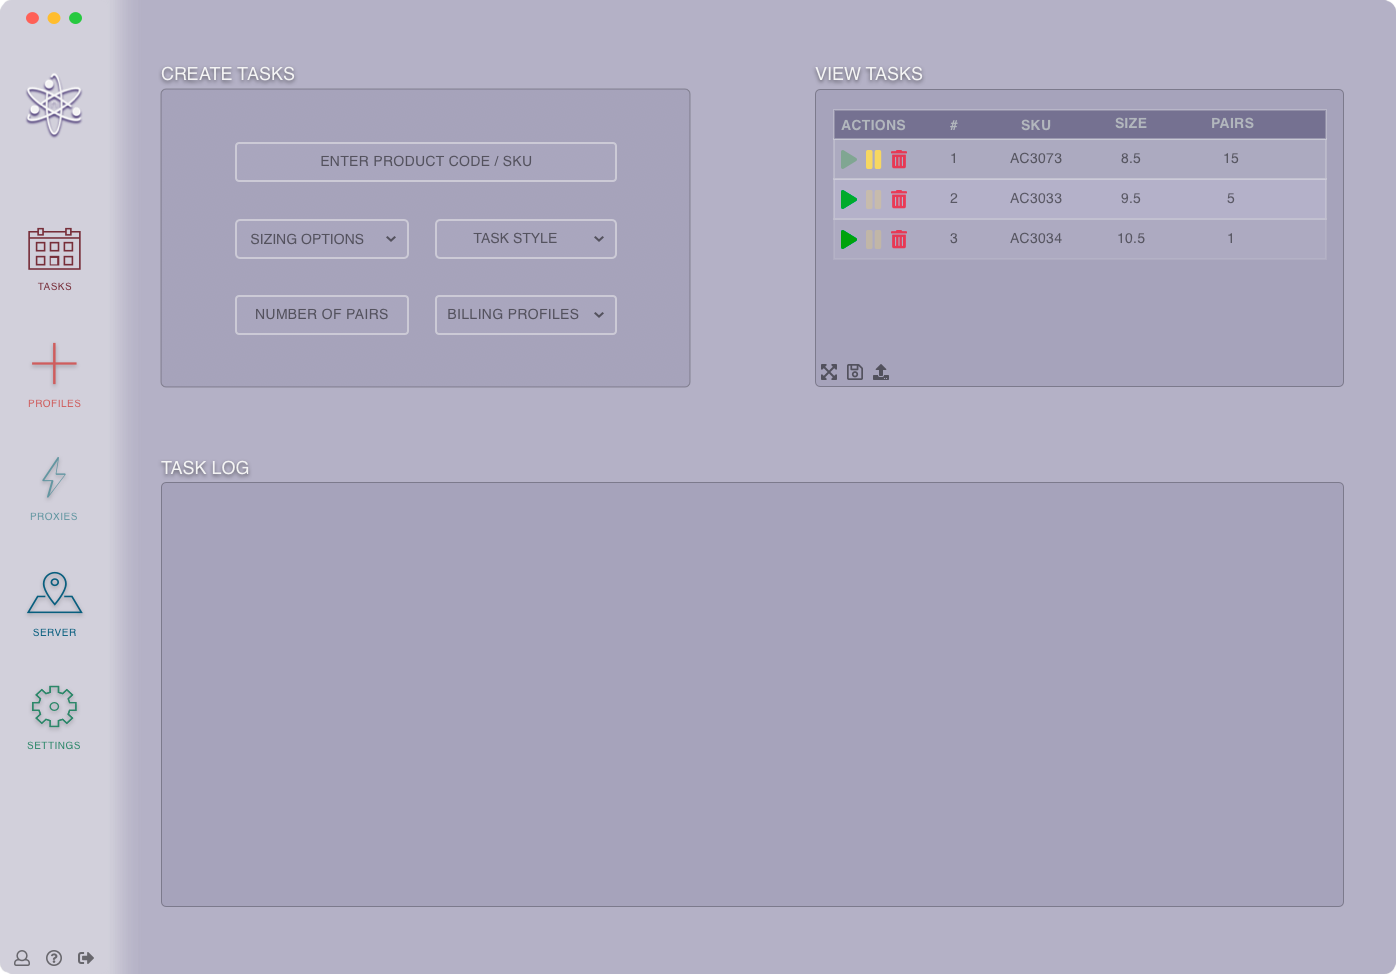 CREATE TASKS
ENTER PRODUCT CODE / SKU
SIZING OPTIONS
TASK STYLE
NUMBER OF PAIRS
BILLING PROFILES
VIEW TASKS
ACTIONS # SKU SIZE PAIRS
1 AC3073 8.5 15
2 AC3033 9.5 5
3 AC3034 10.5 1
TASKS
PROFILES
PROXIES
SERVER
SETTINGS
TASK LOG